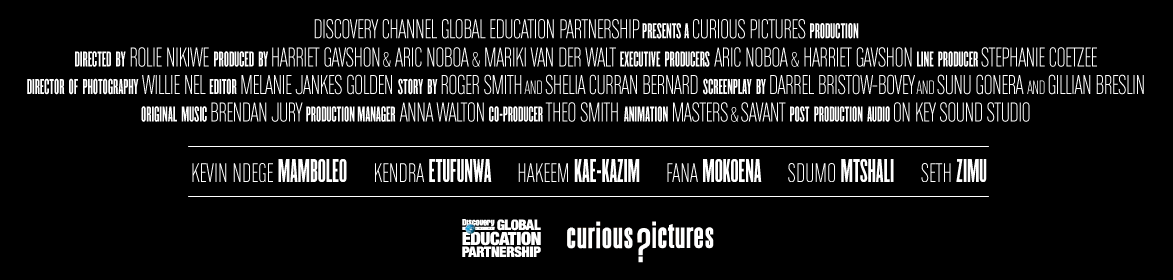 DISCOVERY CHANNEL GLOBAL EDUCATION PARTNERSHIP PRESENTS A CURIOUS PICTURES PRODUCTION
DIRECTED BY ROLIE NIKIWE PRODUCED BY HARRIET GAVSHON & ARIC NOBOA & MARIKI VAN DER WALT EXECUTIVE PRODUCERS ARIC NOBOA & HARRIET GAVSHON LINE PRODUCER STEPHANIE COETZEE
DIRECTOR OF PHOTOGRAPHY WILLIE NEL EDITOR MELANIE JANKES GOLDEN STORY BY ROGER SMITH AND SHELIA CURRAN BERNARD SCREENPLAY BY DARREL BRISTOW-BOVEY AND SUNU GONERA AND GILLIAN BRESLIN
ORIGINAL MUSIC BRENDAN JURY PRODUCTION MANAGER ANNA WALTON CO-PRODUCER THEO SMITH ANIMATION MASTERS & SAVANT POST PRODUCTION AUDIO ON KEY SOUND STUDIO
KEVIN NDEGE MAMBOLEO KENDRA ETUFUNWA HAKEEM KAE-KAZIM FANA MOKOENA SDUMO MTSHALI SETH ZIMU
Discovery GLOBAL
EDUCATION
PARTNERSHIP
curious?ictures